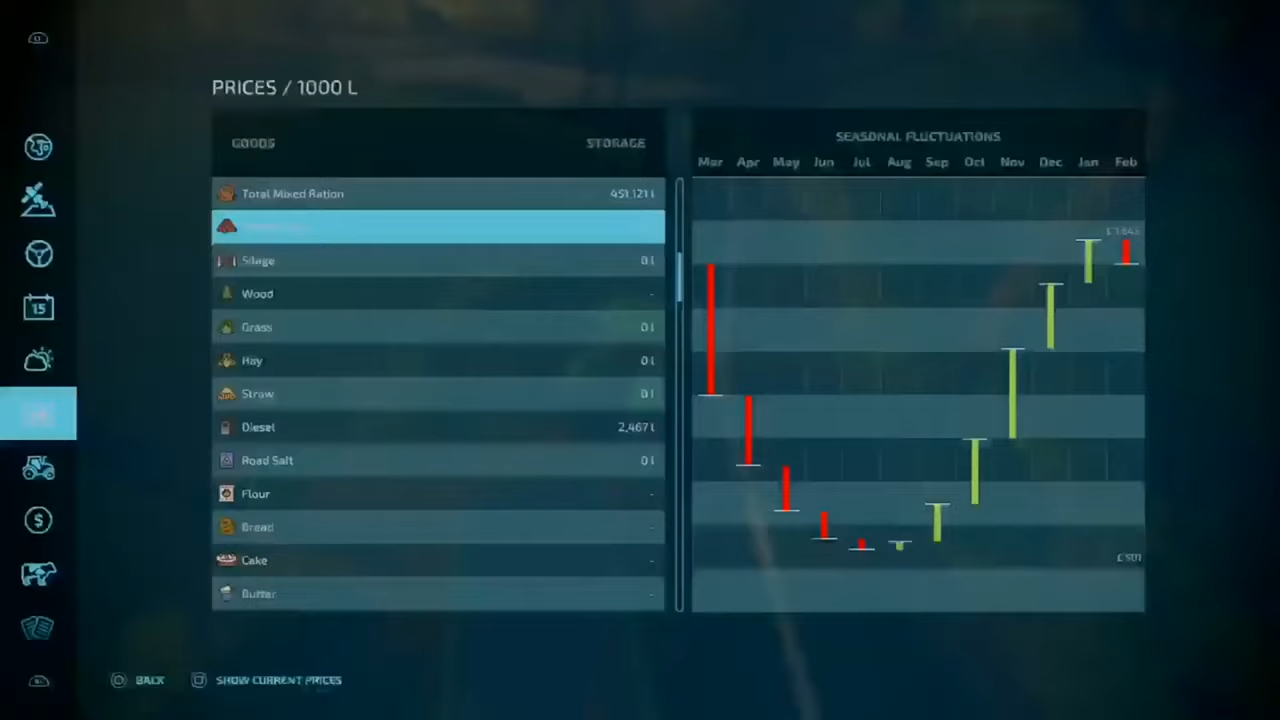 PRICES / 1000 L
GOODS STORAGE
SEASONAL FLUCTUATIONS
Mar Apr May Jun Jul Aug Sep Oct Nov Dec Jan Feb
Total Mixed Ration 451,121 l
Silage 0 l
Wood -
Grass 0 l
Hay 0 l
Straw 0 l
Diesel 2,467 l
Road Salt 0 l
Flour -
Bread -
Cake -
Butter -
15
BACK SHOW CURRENT PRICES